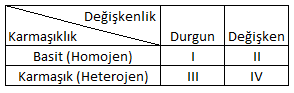 Değişkenlik
Karmaşıklık Durgun Değişken
Basit (Homojen) I II
Karmaşık (Heterojen) III IV